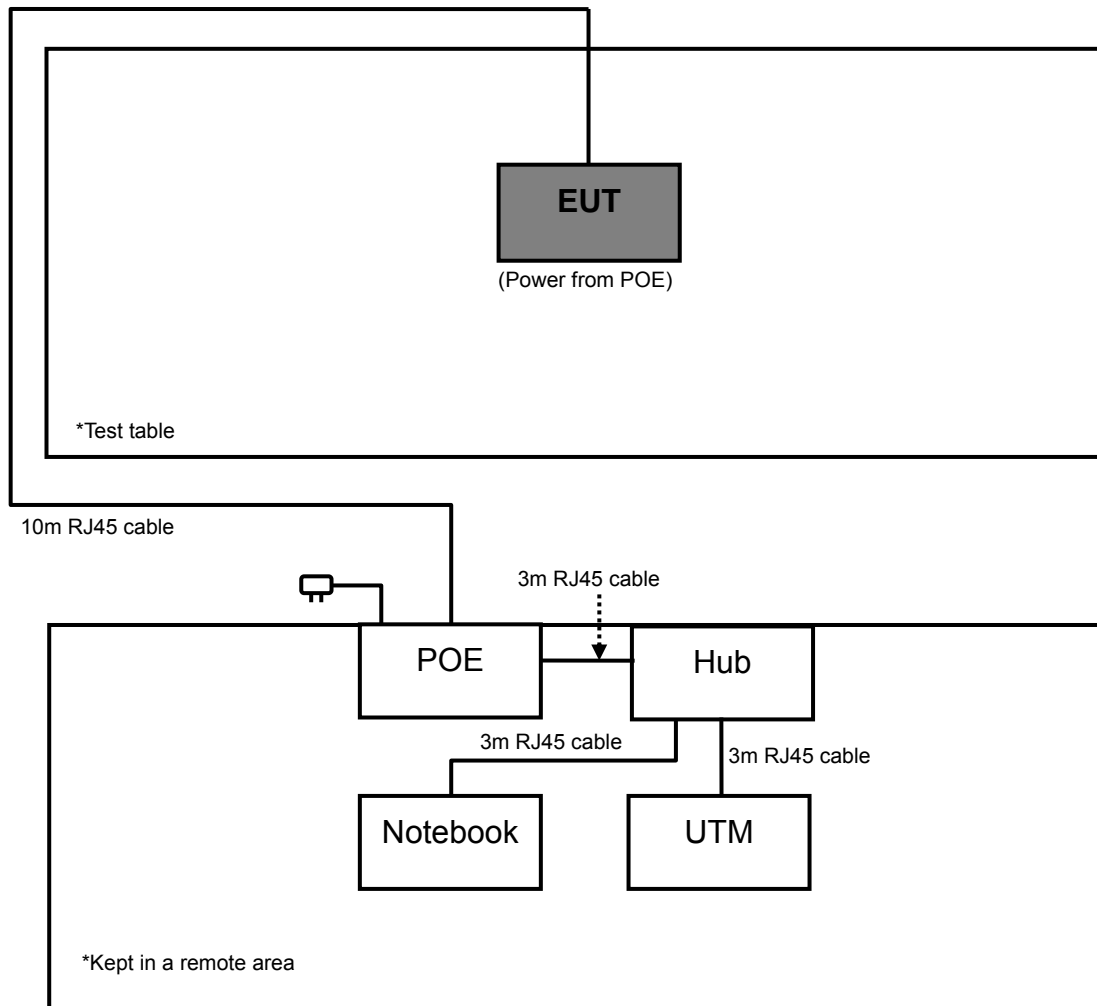 EUT
(Power from POE)
*Test table
10m RJ45 cable
3m RJ45 cable
POE
Hub
3m RJ45 cable
3m RJ45 cable
Notebook
UTM
*Kept in a remote area